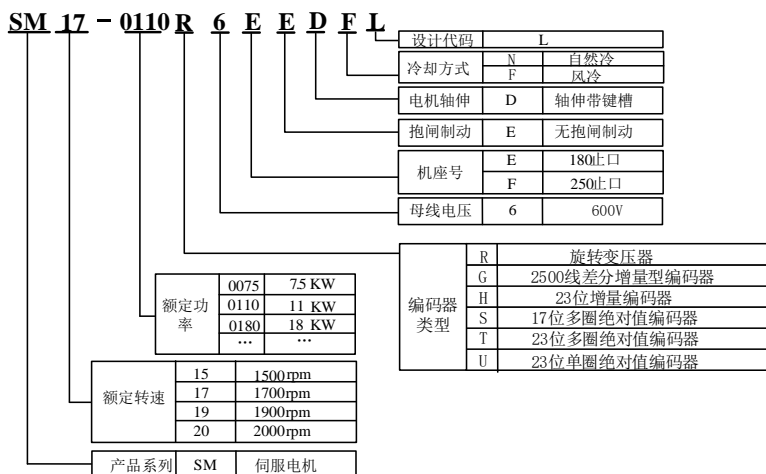 SM 17 - 0110 R 6 E E D F L
设计代码 L
冷却方式
N 自然冷
F 风冷
电机轴伸 D 轴伸带键槽
抱闸制动 E 无抱闸制动
机座号
E 180止口
F 250止口
母线电压 6 600V
编码器类型
R 旋转变压器
G 2500线差分增量型编码器
H 23位增量编码器
S 17位多圈绝对值编码器
T 23位多圈绝对值编码器
U 23位单圈绝对值编码器
额定功率
0075 7.5 KW
0110 11 KW
0180 18 KW
... ...
额定转速
15 1500rpm
17 1700rpm
19 1900rpm
20 2000rpm
产品系列 SM 伺服电机